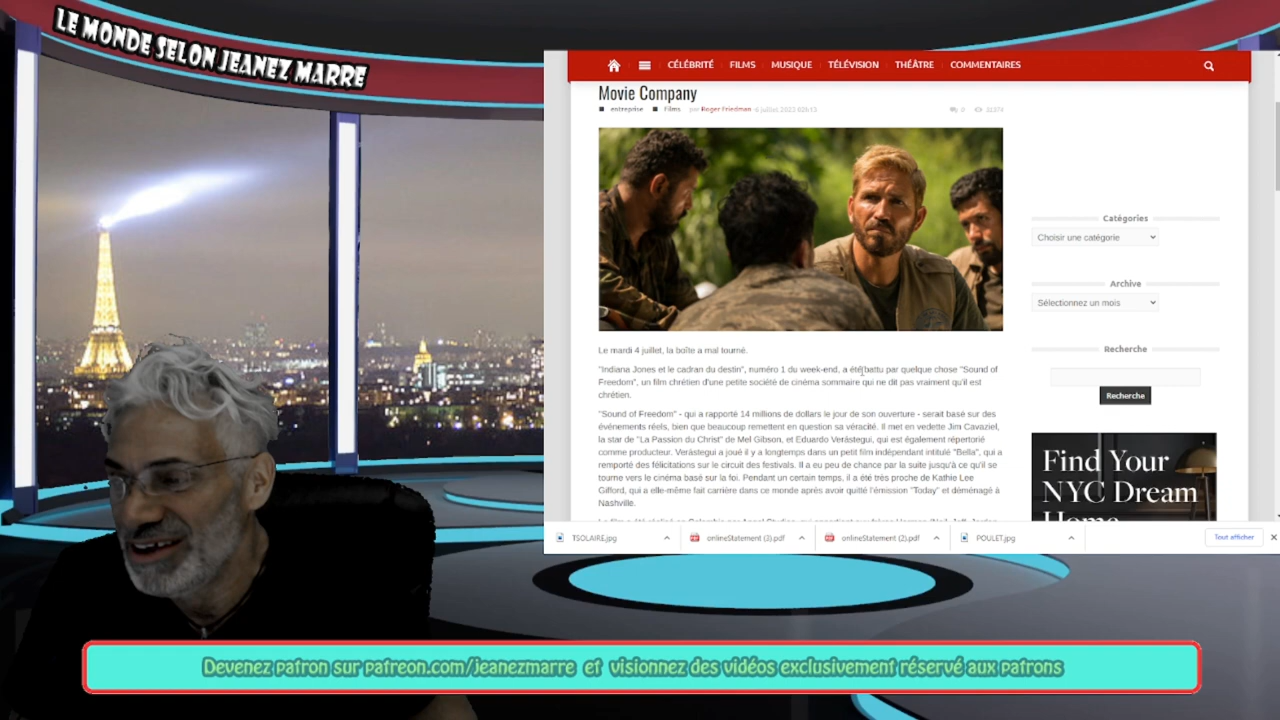 LE MONDE SELON JEANEZ MARRE
CÉLÉBRITÉ FILMS MUSIQUE TÉLÉVISION THÉÂTRE COMMENTAIRES
Movie Company
entreprise Films par Roger Friedman 6 juillet 2023 02h13 0
Catégories
Choisir une catégorie
Archive
Sélectionnez un mois
Recherche
Recherche
Le mardi 4 juillet, la boîte a mal tourné.
"Indiana Jones et le cadran du destin", numéro 1 du week-end, a été battu par quelque chose "Sound of
Freedom", un film chrétien d'une petite société de cinéma sommaire qui ne dit pas vraiment qu'il est
chrétien.
"Sound of Freedom" - qui a rapporté 14 millions de dollars le jour de son ouverture - serait basé sur des
événements réels, bien que beaucoup remettent en question sa véracité. Il met en vedette Jim Cavaziel,
la star de "La Passion du Christ" de Mel Gibson, et Eduardo Verástegui, qui est également répertorié
comme producteur. Verástegui a joué il y a longtemps dans un petit film indépendant intitulé "Bella", qui a
remporté des félicitations sur le circuit des festivals. Il a eu peu de chance par la suite jusqu'à ce qu'il se
tourne vers le cinéma basé sur la foi. Pendant un certain temps, il a été très proche de Kathie Lee
Gifford, qui a elle-même fait carrière dans ce monde après avoir quitté l'émission "Today" et déménagé à
Nashville.
Find Your
NYC Dream
Home
TSOLAIRE.jpg onlineStatement (3).pdf onlineStatement (2).pdf POULET.jpg Tout afficher
Devenez patron sur patreon.com/jeanezmarre et visionnez des vidéos exclusivement réservé aux patrons